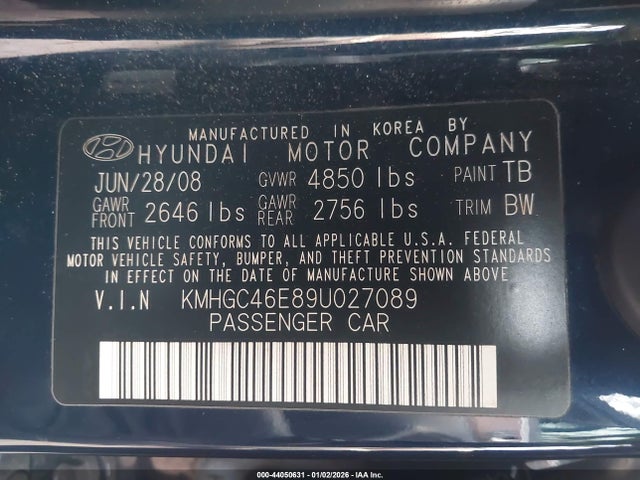 MANUFACTURED IN KOREA BY
HYUNDAI MOTOR COMPANY
JUN/28/08 GVWR 4850 lbs PAINT TB
GAWR FRONT 2646 lbs GAWR REAR 2756 lbs TRIM BW
THIS VEHICLE CONFORMS TO ALL APPLICABLE U.S.A. FEDERAL
MOTOR VEHICLE SAFETY, BUMPER, AND THEFT PREVENTION STANDARDS
IN EFFECT ON THE DATE OF MANUFACTURE SHOWN ABOVE
V.I.N KMHGC46E89U027089
PASSENGER CAR
000-44050631 - 01/02/2026 - IAA Inc.